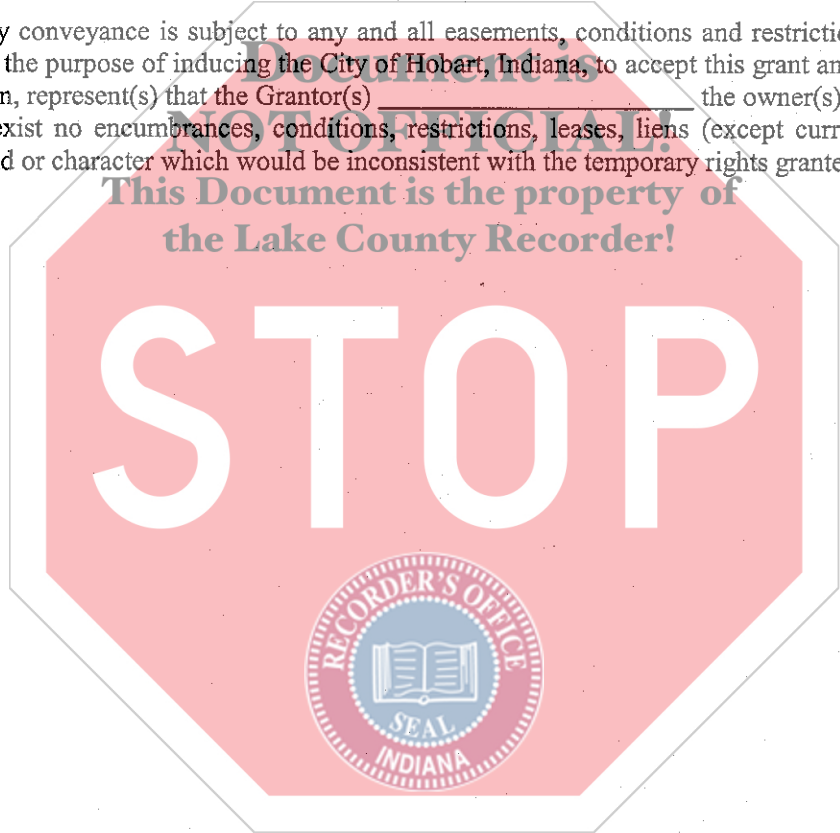 y conveyance is subject to any and all easements, conditions and restrictio
the purpose of inducing the City of Hobart, Indiana, to accept this grant an
n, represent(s) that the Grantor(s) ____________________ the owner(s)
exist no encumbrances, conditions, restrictions, leases, liens (except curr
d or character which would be inconsistent with the temporary rights grante
Document is
NOT OFFICIAL!
This Document is the property of
the Lake County Recorder!
STOP
RECORDER'S OFFICE
SEAL
INDIANA